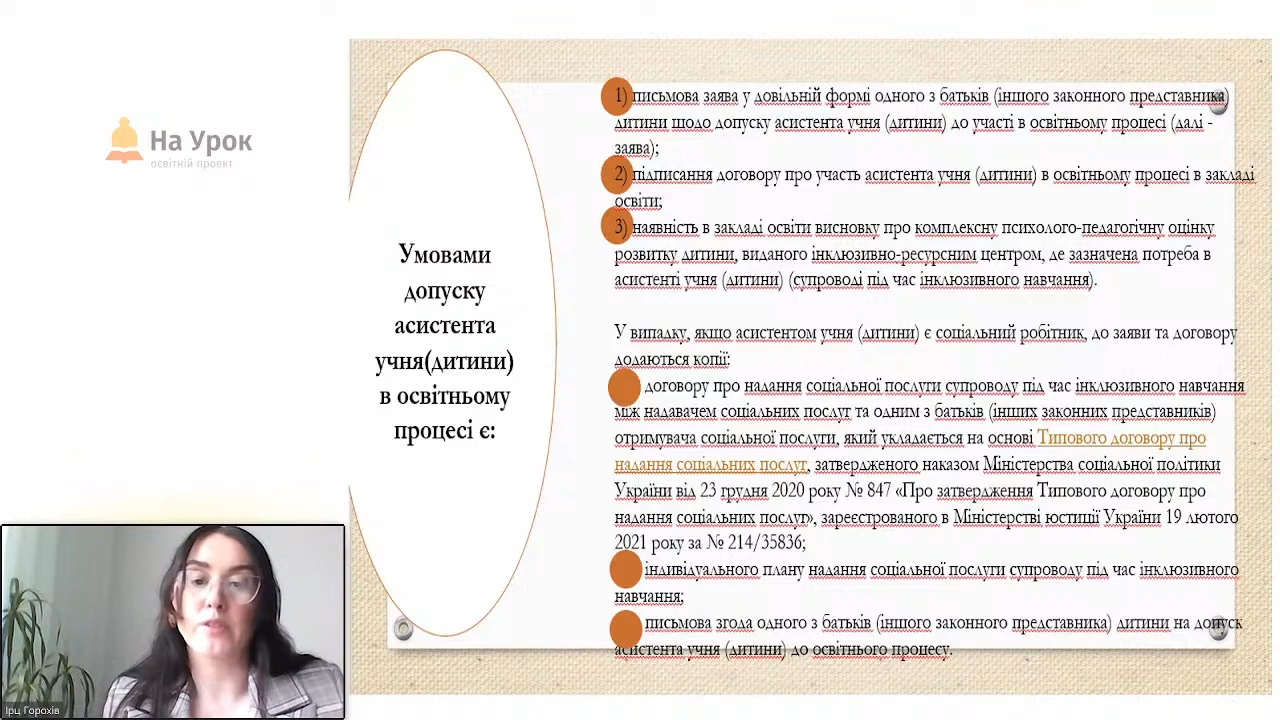 На Урок
освітній проект
Умовами
допуску
асистента
учня(дитини)
в освітньому
процесі є:
1) письмова заява у довільній формі одного з батьків (іншого законного представника)
дитини щодо допуску асистента учня (дитини) до участі в освітньому процесі (далі -
заява);
2) підписання договору про участь асистента учня (дитини) в освітньому процесі в закладі
освіти;
3) наявність в закладі освіти висновку про комплексну психолого-педагогічну оцінку
розвитку дитини, виданого інклюзивно-ресурсним центром, де зазначена потреба в
асистенті учня (дитини) (супроводі під час інклюзивного навчання).
У випадку, якщо асистентом учня (дитини) є соціальний робітник, до заяви та договору
додаються копії:
договору про надання соціальної послуги супроводу під час інклюзивного навчання
між надавачем соціальних послуг та одним з батьків (інших законних представників)
отримувача соціальної послуги, який укладається на основі Типового договору про
надання соціальних послуг, затвердженого наказом Міністерства соціальної політики
України від 23 грудня 2020 року № 847 «Про затвердження Типового договору про
надання соціальних послуг», зареєстрованого в Міністерстві юстиції України 19 лютого
2021 року за № 214/35836;
індивідуального плану надання соціальної послуги супроводу під час інклюзивного
навчання;
письмова згода одного з батьків (іншого законного представника) дитини на допуск
асистента учня (дитини) до освітнього процесу.
Ірц Горохів